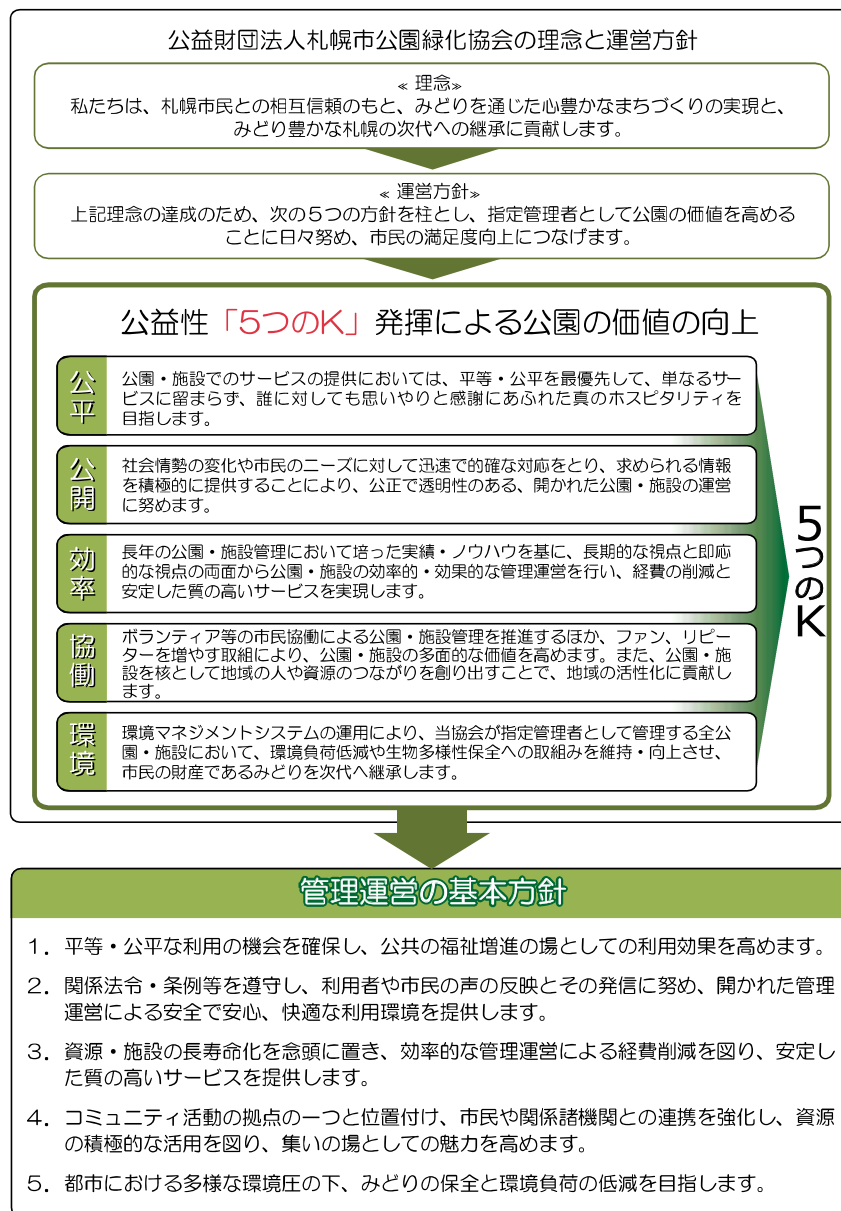 公益財団法人札幌市公園緑化協会の理念と運営方針
≪ 理念≫
私たちは、札幌市民との相互信頼のもと、みどりを通じた心豊かなまちづくりの実現と、
みどり豊かな札幌の次代への継承に貢献します。
≪ 運営方針≫
上記理念の達成のため、次の5つの方針を柱とし、指定管理者として公園の価値を高める
ことに日々努め、市民の満足度向上につなげます。
公益性「5つのK」発揮による公園の価値の向上
公平
公園・施設でのサービスの提供においては、平等・公平を最優先して、単なるサー
ビスに留まらず、誰に対しても思いやりと感謝にあふれた真のホスピタリティを
目指します。
公開
社会情勢の変化や市民のニーズに対して迅速で的確な対応をとり、求められる情報
を積極的に提供することにより、公正で透明性のある、開かれた公園・施設の運営
に努めます。
効率
長年の公園・施設管理において培った実績・ノウハウを基に、長期的な視点と即応
的な視点の両面から公園・施設の効率的・効果的な管理運営を行い、経費の削減と
安定した質の高いサービスを実現します。
協働
ボランティア等の市民協働による公園・施設管理を推進するほか、ファン、リピー
ターを増やす取組により、公園・施設の多面的な価値を高めます。また、公園・施
設を核として地域の人や資源のつながりを創り出すことで、地域の活性化に貢献し
ます。
環境
環境マネジメントシステムの運用により、当協会が指定管理者として管理する全公
園・施設において、環境負荷低減や生物多様性保全への取組みを維持・向上させ、
市民の財産であるみどりを次代へ継承します。
5つのK
管理運営の基本方針
1．平等・公平な利用の機会を確保し、公共の福祉増進の場としての利用効果を高めます。
2．関係法令・条例等を遵守し、利用者や市民の声の反映とその発信に努め、開かれた管理
運営による安全で安心、快適な利用環境を提供します。
3．資源・施設の長寿命化を念頭に置き、効率的な管理運営による経費削減を図り、安定し
た質の高いサービスを提供します。
4．コミュニティ活動の拠点の一つと位置付け、市民や関係諸機関との連携を強化し、資源
の積極的な活用を図り、集いの場としての魅力を高めます。
5．都市における多様な環境圧の下、みどりの保全と環境負荷の低減を目指します。